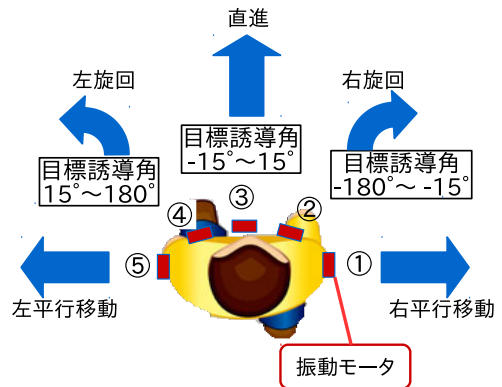 直進
左旋回
右旋回
目標誘導角
-15°～15°
目標誘導角
15°～180°
目標誘導角
-180°～ -15°
③
④
②
⑤
①
左平行移動
右平行移動
振動モータ